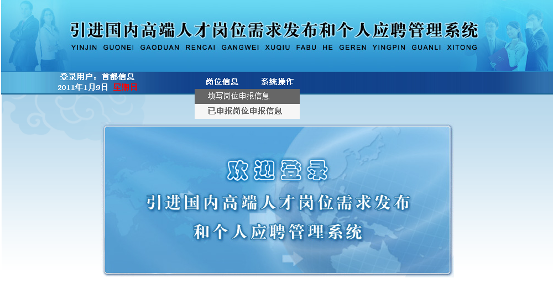 引进国内高端人才岗位需求发布和个人应聘管理系统
YINJIN GUONEI GAODUAN RENCAI GANGWEI XUQIU FABU HE GEREN YINGPIN GUANLI XITONG
登录用户：首都信息
岗位信息 系统操作
2011年1月9日
填写岗位申报信息
已申报岗位申报信息
欢迎登录
引进国内高端人才岗位需求发布
和个人应聘管理系统